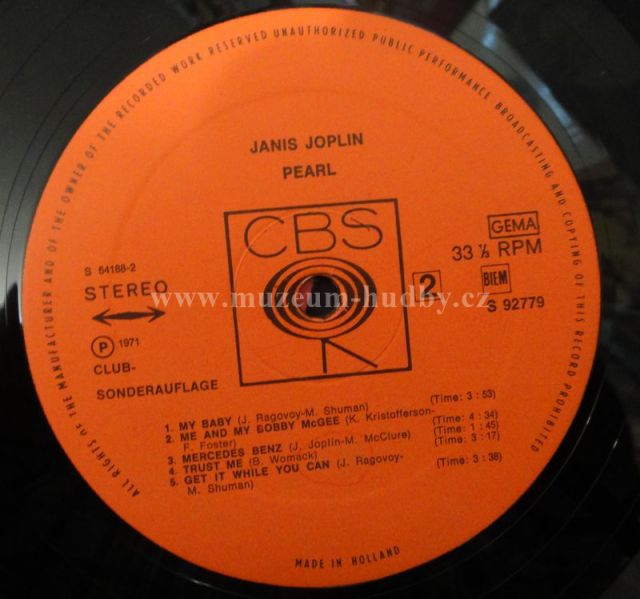 ALL RIGHTS OF THE MANUFACTURER AND OF THE OWNER OF THE RECORDED WORK RESERVED UNAUTHORIZED PUBLIC PERFORMANCE BROADCASTING AND COPYING OF THIS RECORD PROHIBITED
JANIS JOPLIN
PEARL
CBS
GEMA
33 ⅓ RPM
S 64188-2
STEREO
2
BIEM
S 92779
www.muzeum-hudby.cz
Ⓟ 1971
CLUB-
SONDERAUFLAGE
1. MY BABY (J. Ragovoy-M. Shuman) (Time: 3:53)
2. ME AND MY BOBBY McGEE (K. Kristofferson-
F. Foster) (Time: 4:34)
3. MERCEDES BENZ (J. Joplin-M. McClure) (Time: 1:45)
4. TRUST ME (B. Womack) (Time: 3:17)
5. GET IT WHILE YOU CAN (J. Ragovoy-
M. Shuman) (Time: 3:38)
MADE IN HOLLAND